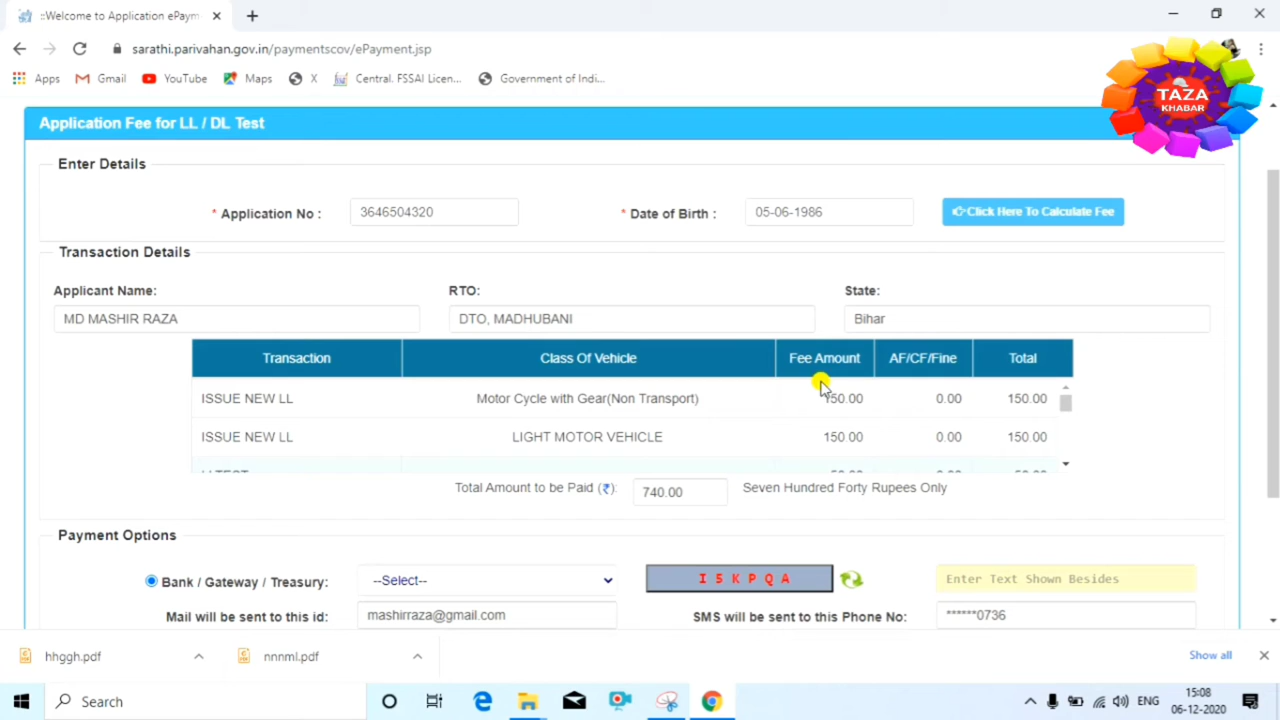 ::Welcome to Application ePaym
sarathi.parivahan.gov.in/paymentscov/ePayment.jsp
Apps Gmail YouTube Maps X Central. FSSAI Licen... Government of Indi...
TAZA
KHABAR
Application Fee for LL / DL Test
Enter Details
* Application No : 3646504320 * Date of Birth : 05-06-1986 Click Here To Calculate Fee
Transaction Details
Applicant Name: RTO: State:
MD MASHIR RAZA DTO, MADHUBANI Bihar
Transaction Class Of Vehicle Fee Amount AF/CF/Fine Total
ISSUE NEW LL Motor Cycle with Gear(Non Transport) 150.00 0.00 150.00
ISSUE NEW LL LIGHT MOTOR VEHICLE 150.00 0.00 150.00
Total Amount to be Paid (₹): 740.00 Seven Hundred Forty Rupees Only
Payment Options
Bank / Gateway / Treasury: --Select-- I 5 K P Q A Enter Text Shown Besides
Mail will be sent to this id: mashirraza@gmail.com SMS will be sent to this Phone No: ******0736
hhggh.pdf nnnml.pdf Show all
Search ENG 15:08
06-12-2020